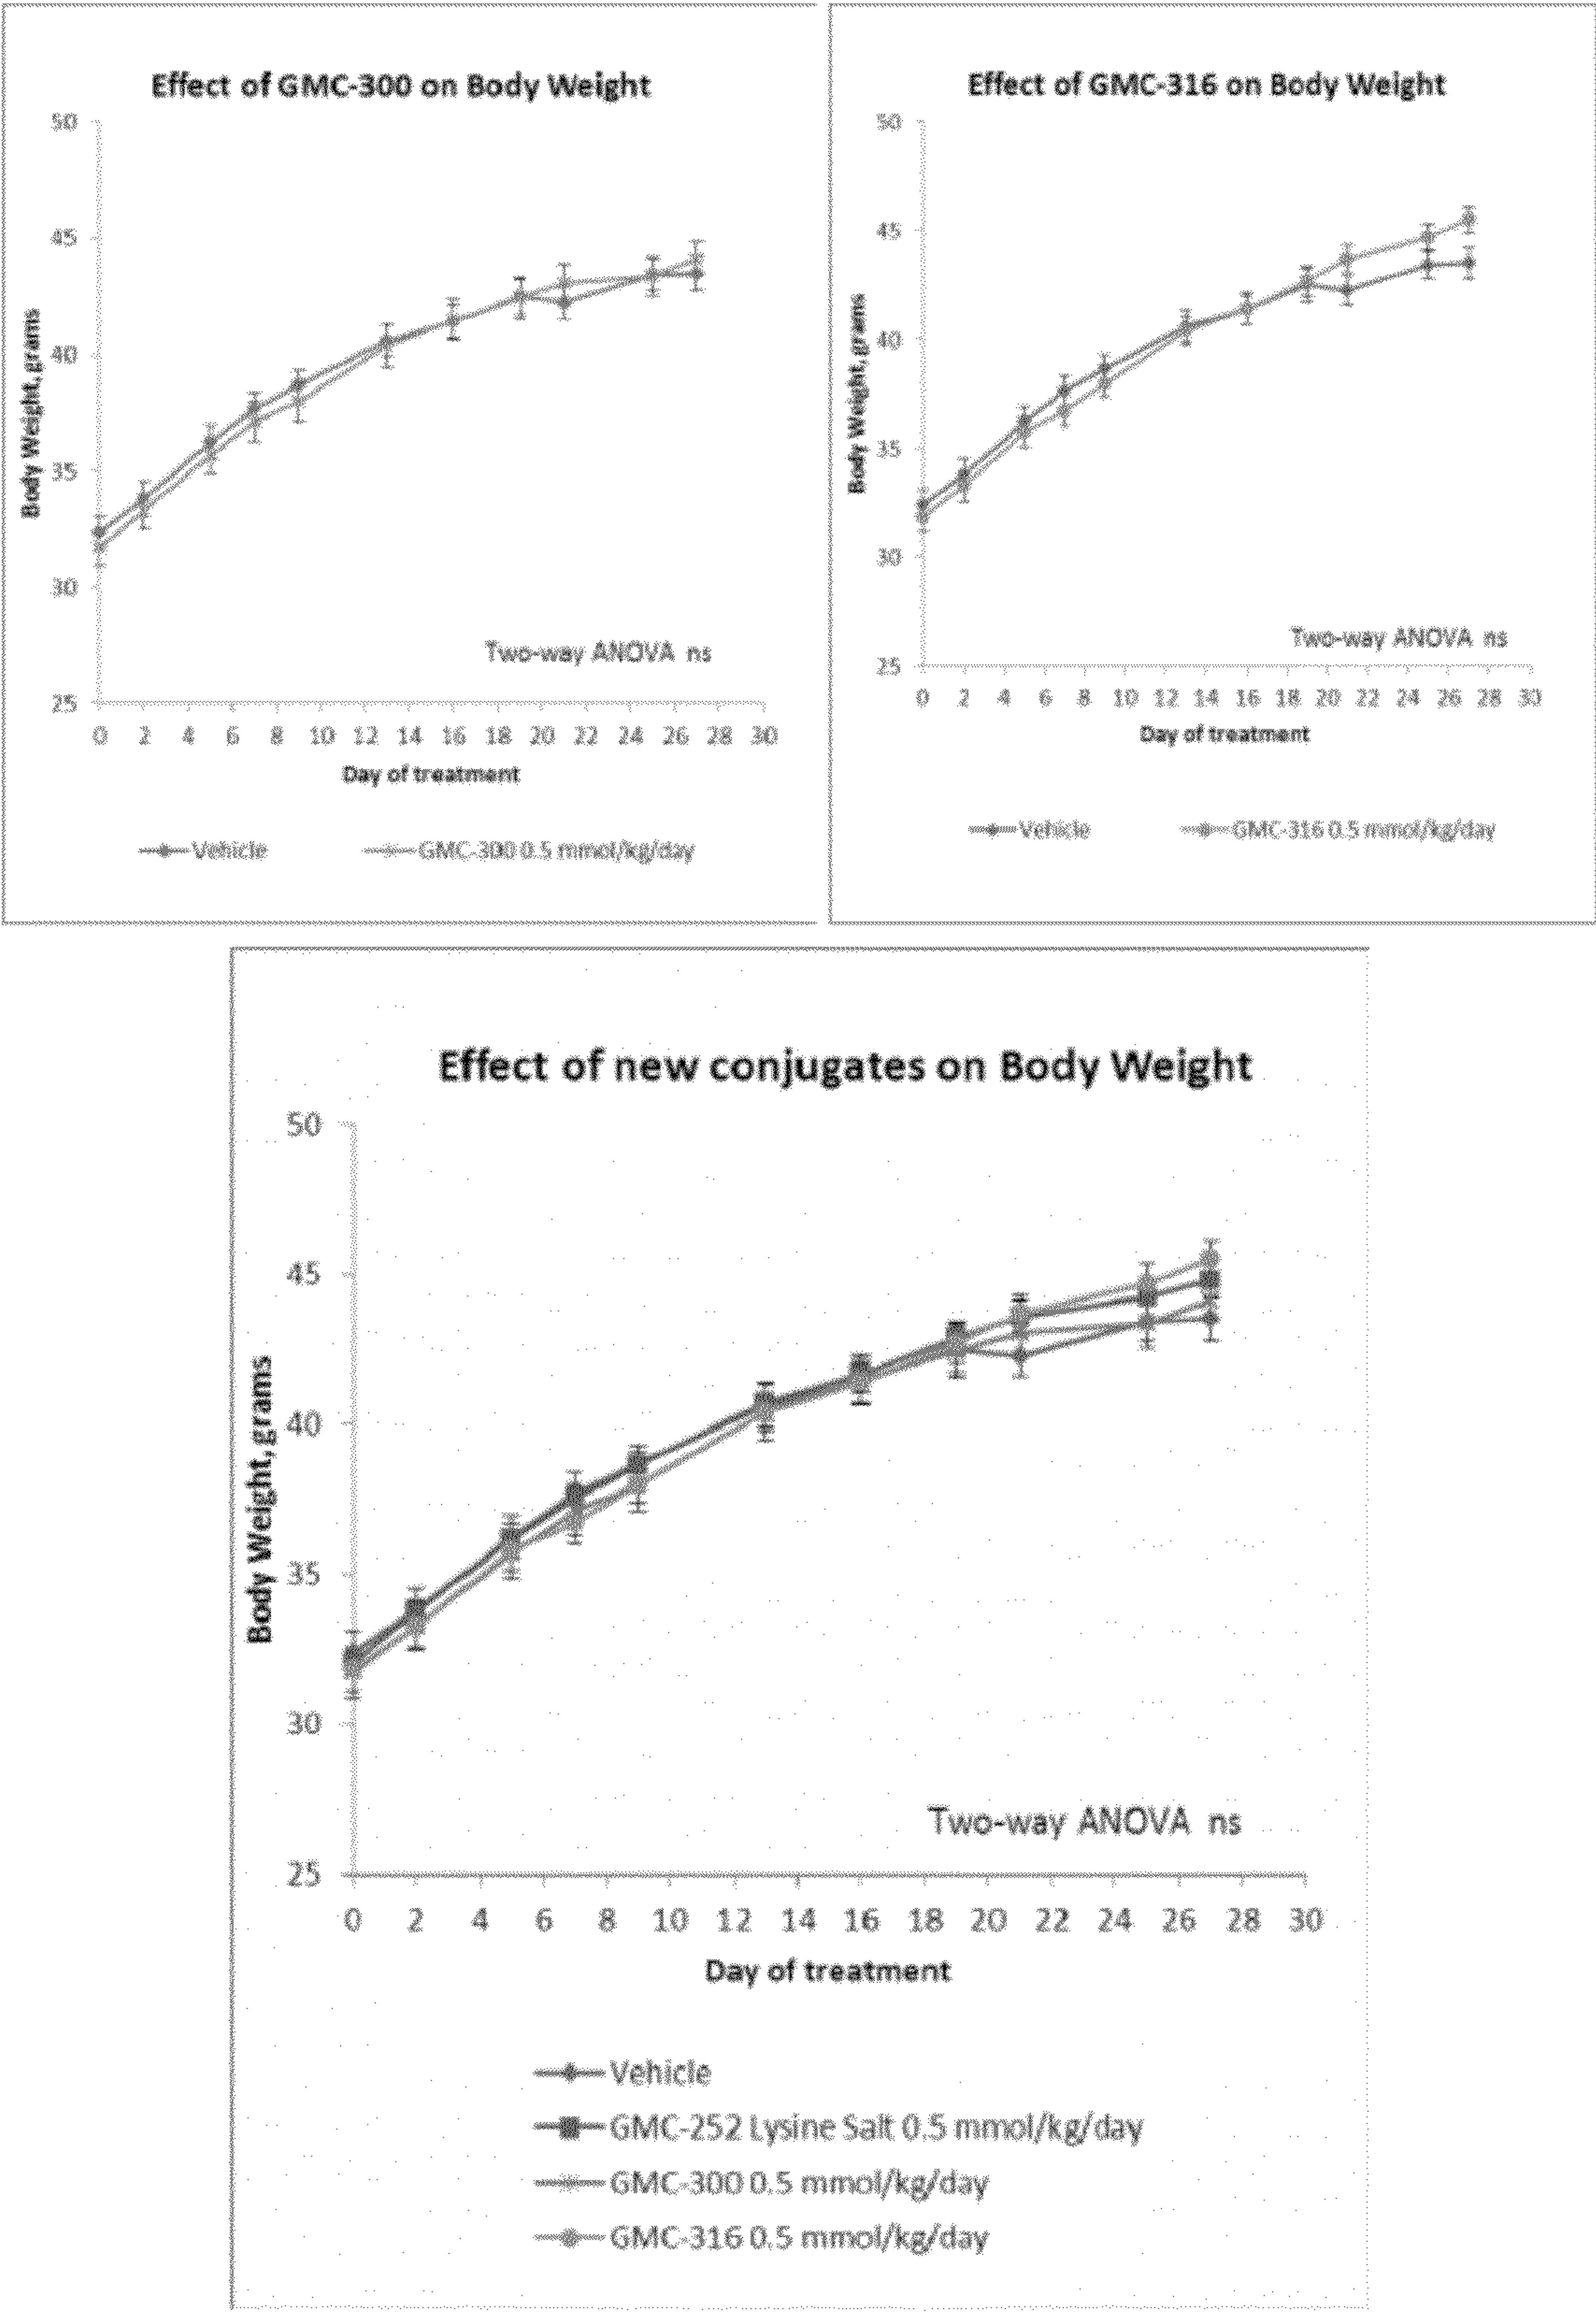 Effect of GMC-300 on Body Weight
50
45
40
35
30
25
Body Weight, grams
Two-way ANOVA ns
0 2 4 6 8 10 12 14 16 18 20 22 24 26 28 30
Day of treatment
Vehicle GMC-300 0.5 mmol/kg/day
Effect of GMC-316 on Body Weight
50
45
40
35
30
25
Body Weight, grams
Two-way ANOVA ns
0 2 4 6 8 10 12 14 16 18 20 22 24 26 28 30
Day of treatment
Vehicle GMC-316 0.5 mmol/kg/day
Effect of new conjugates on Body Weight
50
45
40
35
30
25
Body Weight, grams
Two-way ANOVA ns
0 2 4 6 8 10 12 14 16 18 20 22 24 26 28 30
Day of treatment
Vehicle
GMC-252 Lysine Salt 0.5 mmol/kg/day
GMC-300 0.5 mmol/kg/day
GMC-316 0.5 mmol/kg/day